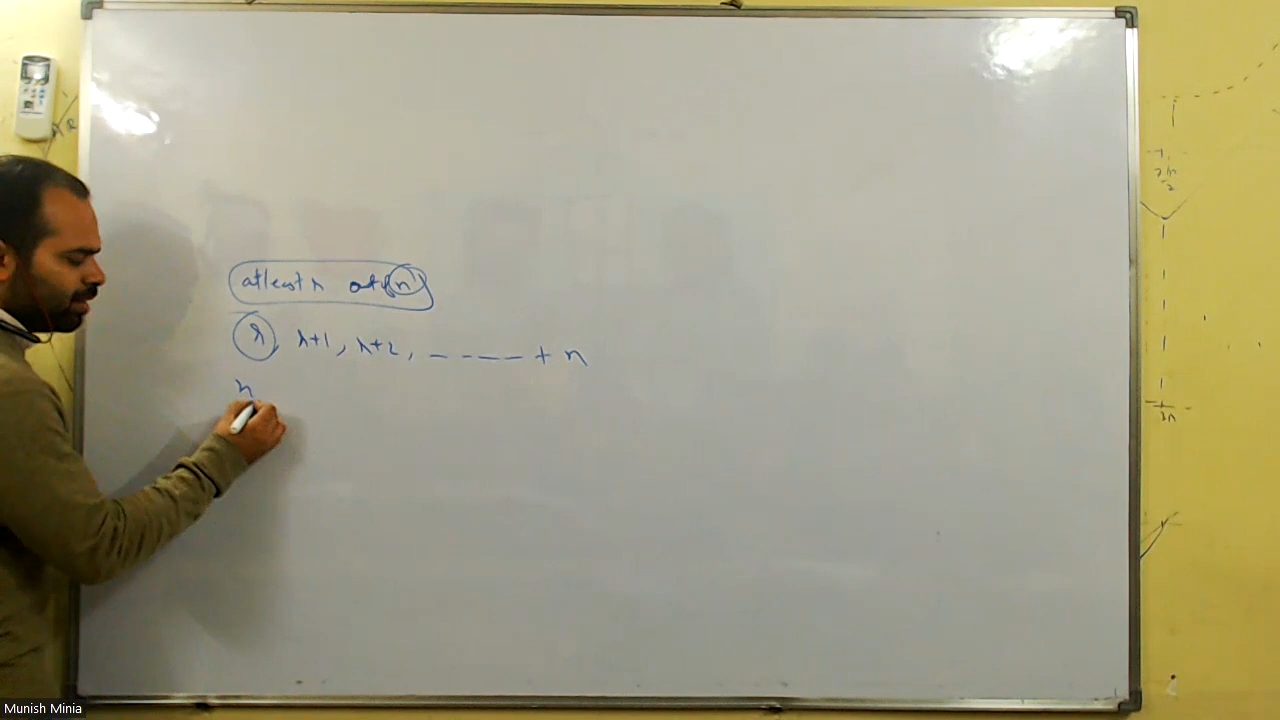 atleast r out of n
r, r+1, r+2, ------ + n
n
Munish Minia